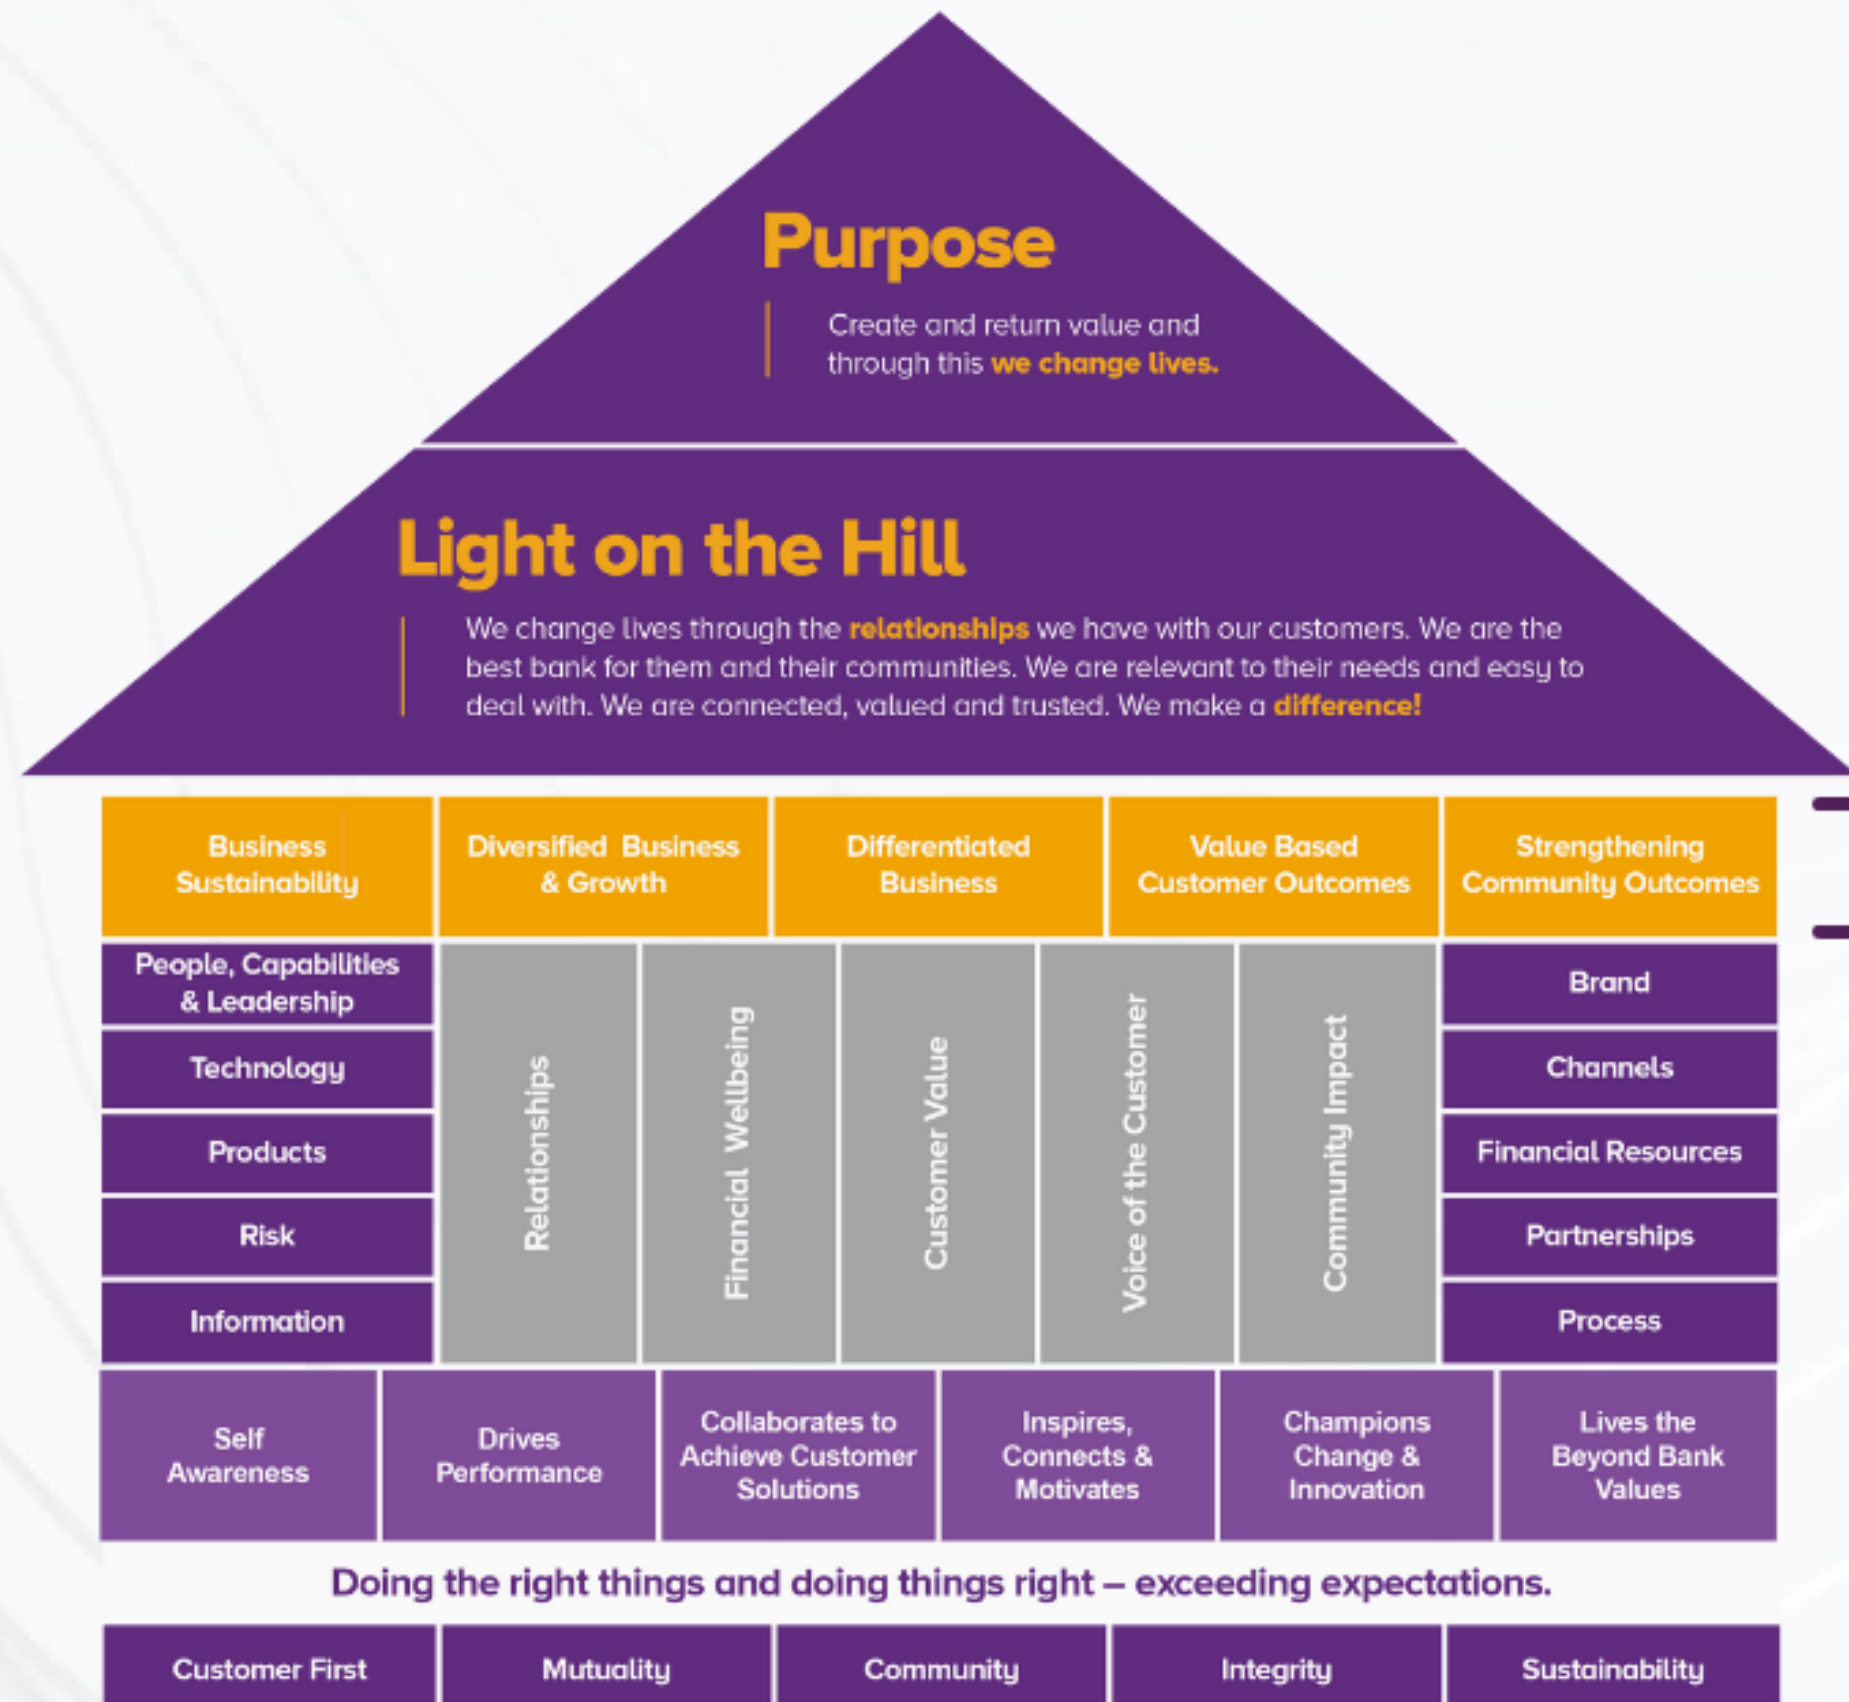 Purpose
Create and return value and
through this we change lives.
Light on the Hill
We change lives through the relationships we have with our customers. We are the
best bank for them and their communities. We are relevant to their needs and easy to
deal with. We are connected, valued and trusted. We make a difference!
Business
Sustainability
Diversified Business
& Growth
Differentiated
Business
Value Based
Customer Outcomes
Strengthening
Community Outcomes
People, Capabilities
& Leadership
Technology
Products
Risk
Information
Relationships
Financial Wellbeing
Customer Value
Voice of the Customer
Community Impact
Brand
Channels
Financial Resources
Partnerships
Process
Self
Awareness
Drives
Performance
Collaborates to
Achieve Customer
Solutions
Inspires,
Connects &
Motivates
Champions
Change &
Innovation
Lives the
Beyond Bank
Values
Doing the right things and doing things right – exceeding expectations.
Customer First
Mutuality
Community
Integrity
Sustainability